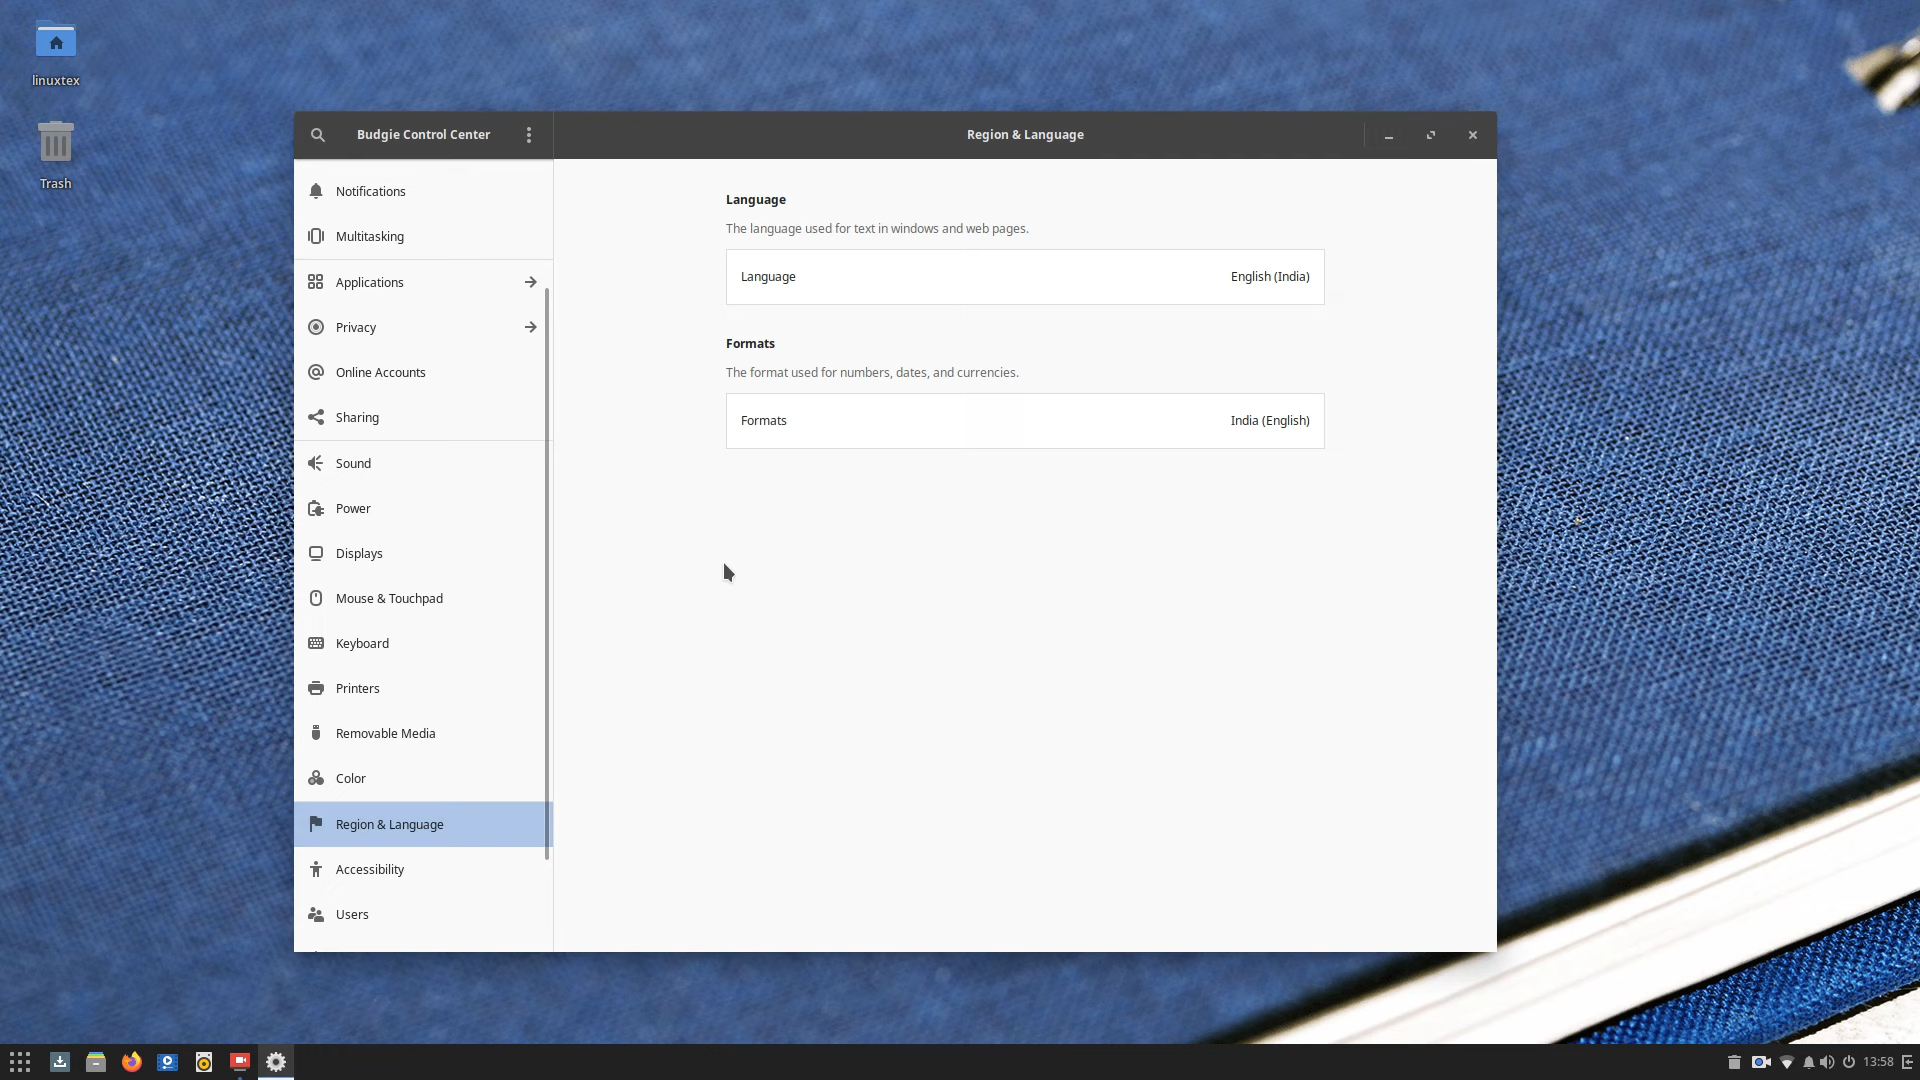 linuxtex
Trash
Budgie Control Center
Region & Language
Notifications
Multitasking
Applications
Privacy
Online Accounts
Sharing
Sound
Power
Displays
Mouse & Touchpad
Keyboard
Printers
Removable Media
Color
Region & Language
Accessibility
Users
Language
The language used for text in windows and web pages.
Language English (India)
Formats
The format used for numbers, dates, and currencies.
Formats India (English)
13:58